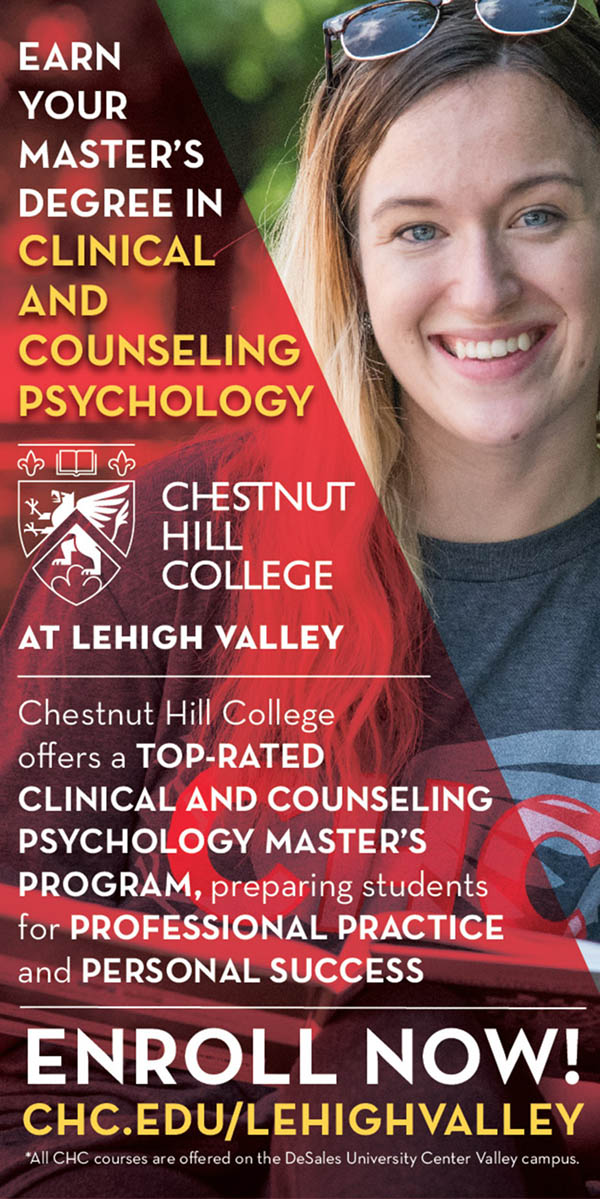 EARN
YOUR
MASTER'S
DEGREE IN
CLINICAL
AND
COUNSELING
PSYCHOLOGY
CHESTNUT
HILL
COLLEGE
AT LEHIGH VALLEY
Chestnut Hill College
offers a TOP-RATED
CLINICAL AND COUNSELING
PSYCHOLOGY MASTER'S
PROGRAM, preparing students
for PROFESSIONAL PRACTICE
and PERSONAL SUCCESS
CHC
ENROLL NOW!
CHC.EDU/LEHIGHVALLEY
*All CHC courses are offered on the DeSales University Center Valley campus.